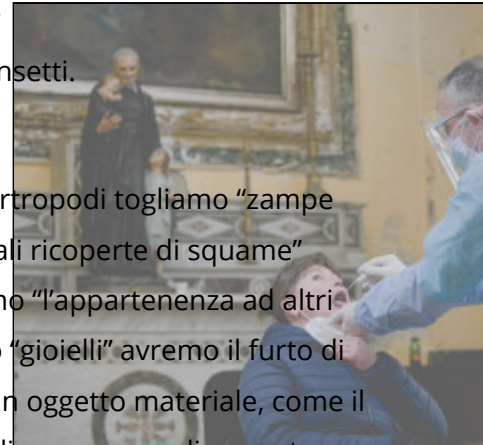 nsetti.
rtropodi togliamo “zampe
ali ricoperte di squame”
no “l'appartenenza ad altri
“gioielli” avremo il furto di
n oggetto materiale, come il